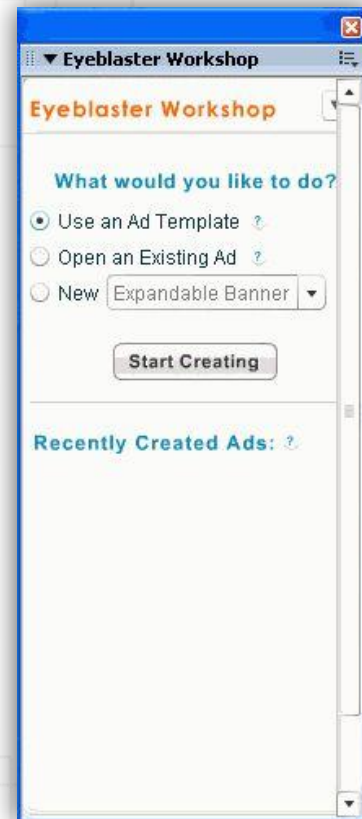 Eyeblaster Workshop
Eyeblaster Workshop
What would you like to do?
Use an Ad Template ?
Open an Existing Ad ?
New Expandable Banner
Start Creating
Recently Created Ads: ?